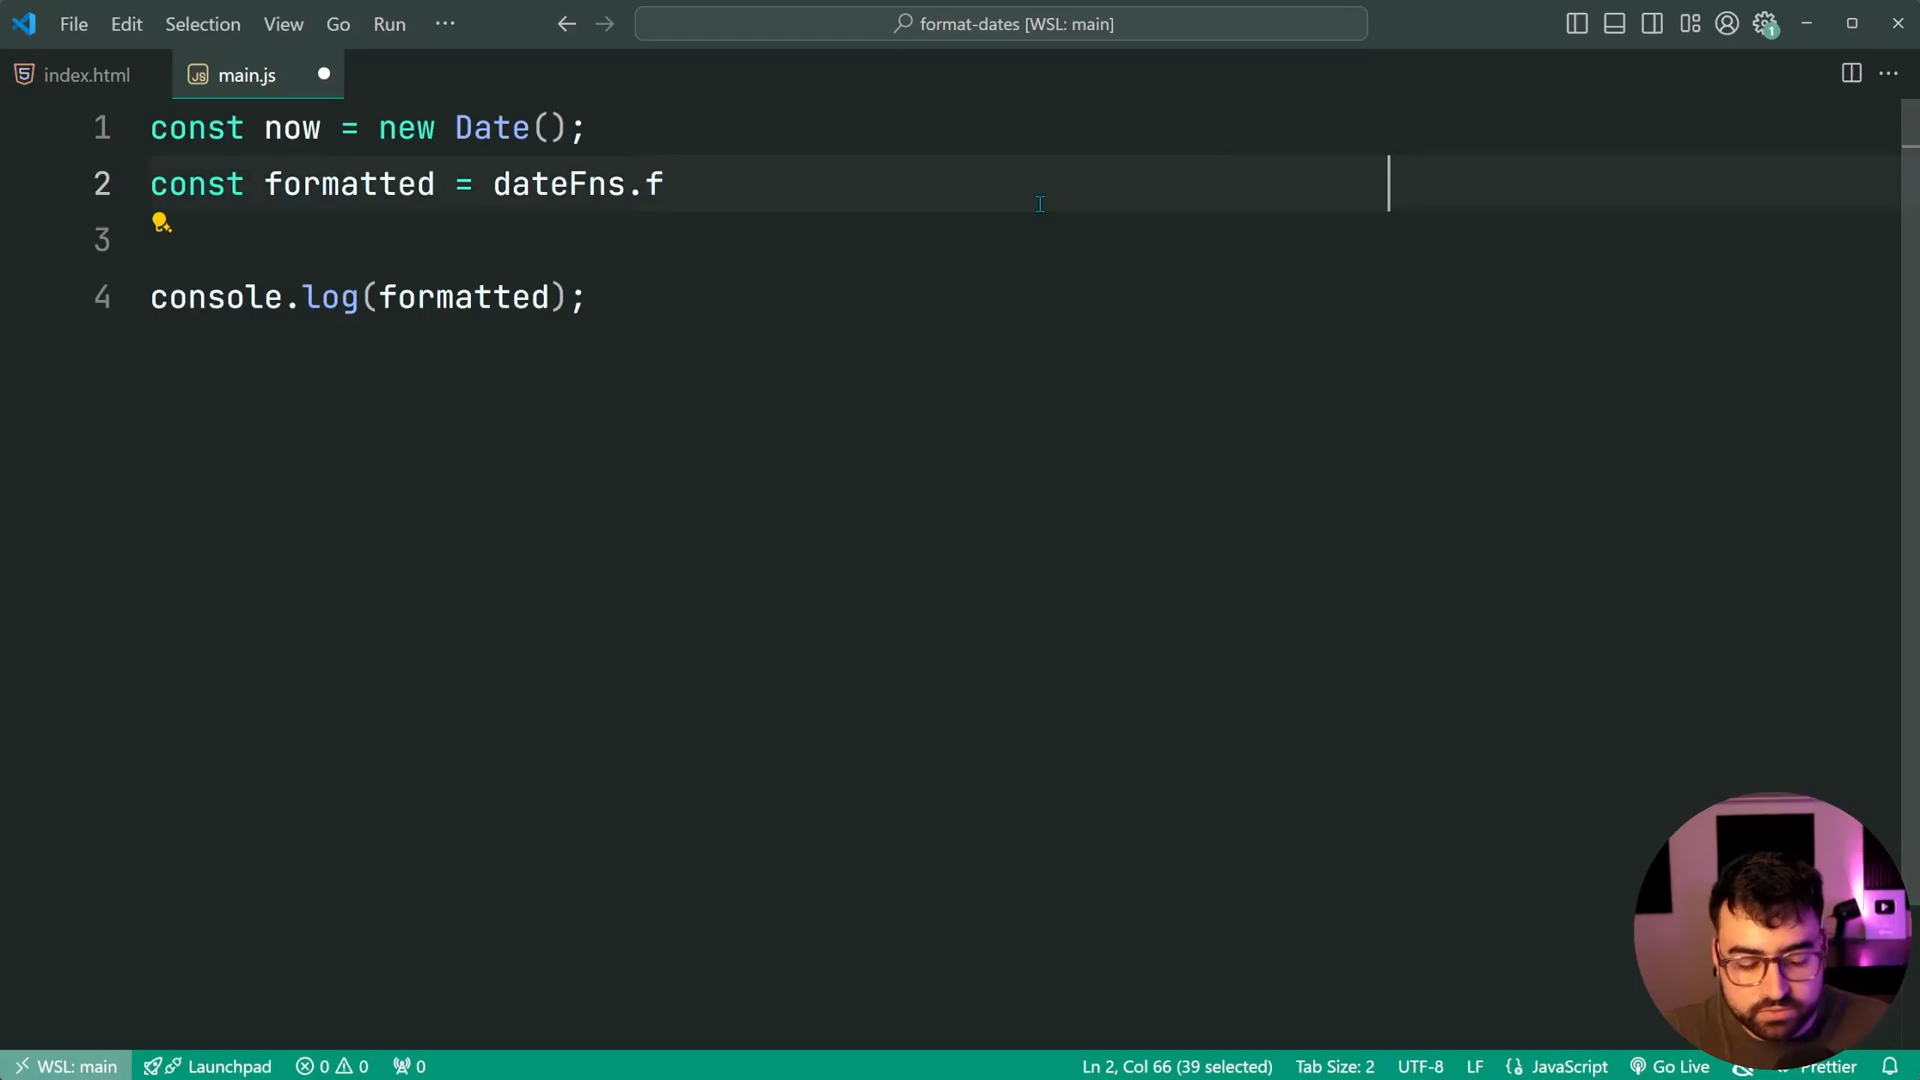 File Edit Selection View Go Run ···
format-dates [WSL: main]
1
index.html
main.js
1 const now = new Date();
2 const formatted = dateFns.f
3
4 console.log(formatted);
WSL: main Launchpad 0 0 0 Ln 2, Col 66 (39 selected) Tab Size: 2 UTF-8 LF {} JavaScript Go Live Prettier